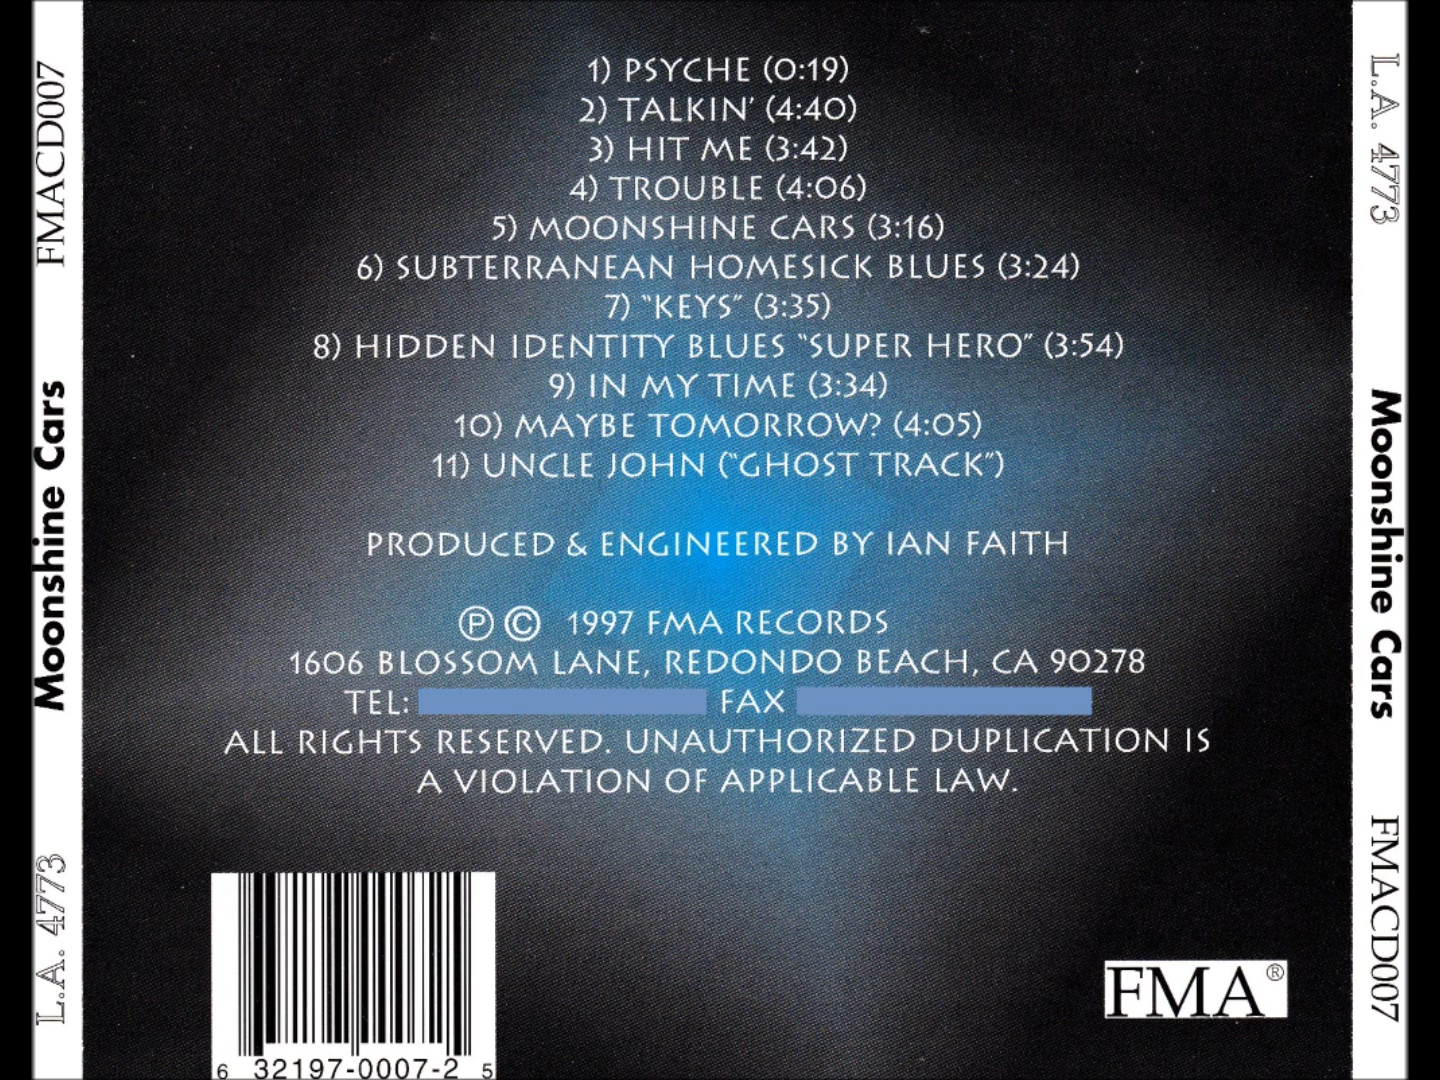 FMACD007
Moonshine Cars
L.A. 4773
1) PSYCHE (0:19)
2) TALKIN' (4:40)
3) HIT ME (3:42)
4) TROUBLE (4:06)
5) MOONSHINE CARS (3:16)
6) SUBTERRANEAN HOMESICK BLUES (3:24)
7) "KEYS" (3:35)
8) HIDDEN IDENTITY BLUES "SUPER HERO" (3:54)
9) IN MY TIME (3:34)
10) MAYBE TOMORROW? (4:05)
11) UNCLE JOHN ("GHOST TRACK")
PRODUCED & ENGINEERED BY IAN FAITH
℗ © 1997 FMA RECORDS
1606 BLOSSOM LANE, REDONDO BEACH, CA 90278
TEL: FAX
ALL RIGHTS RESERVED. UNAUTHORIZED DUPLICATION IS
A VIOLATION OF APPLICABLE LAW.
6 32197-0007-2 5
FMA®
L.A. 4773
Moonshine Cars
FMACD007